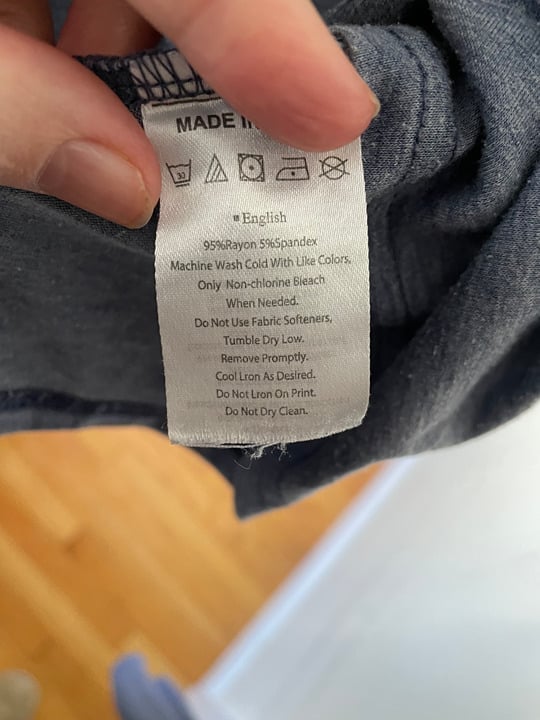 MADE IN
30
English
95%Rayon 5%Spandex
Machine Wash Cold With Like Colors,
Only Non-chlorine Bleach
When Needed.
Do Not Use Fabric Softeners,
Tumble Dry Low.
Remove Promptly.
Cool Lron As Desired.
Do Not Lron On Print.
Do Not Dry Clean.